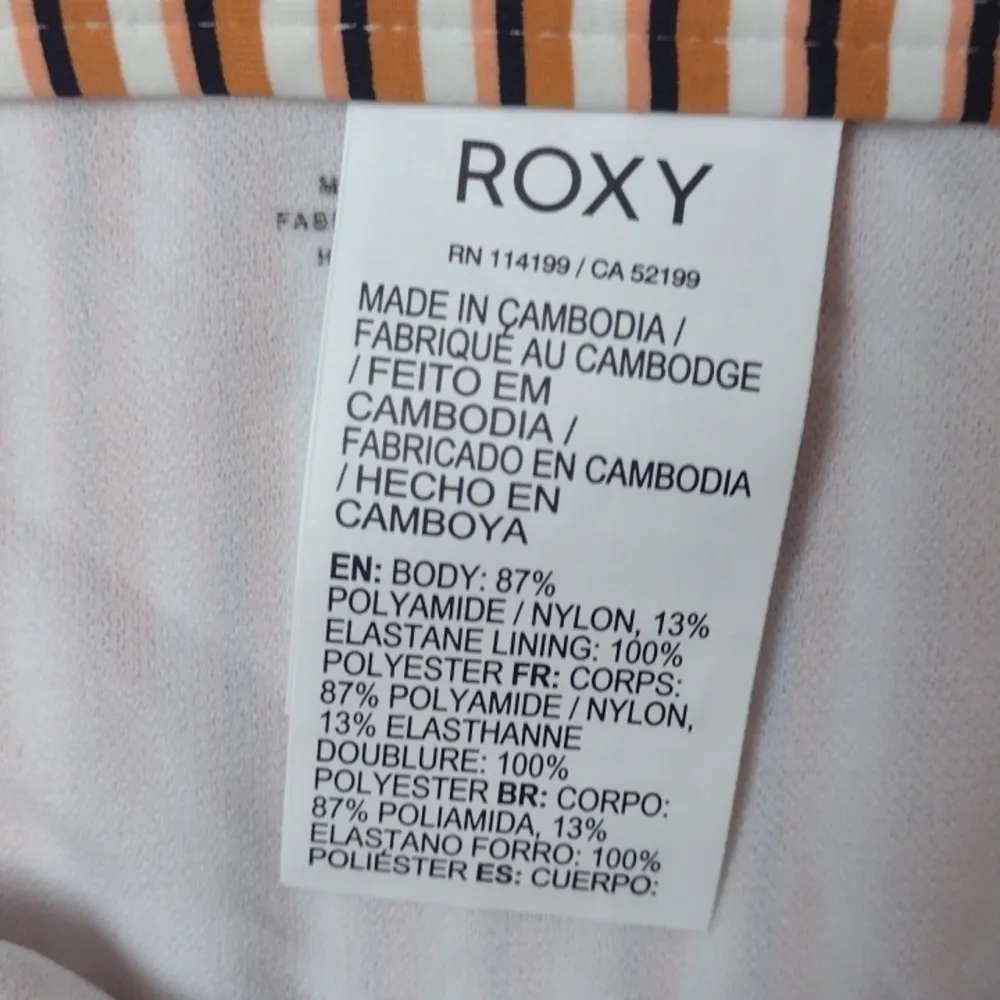 ROXY
RN 114199 / CA 52199
MADE IN CAMBODIA /
FABRIQUÉ AU CAMBODGE
/ FEITO EM
CAMBODIA /
FABRICADO EN CAMBODIA
/ HECHO EN
CAMBOYA
EN: BODY: 87%
POLYAMIDE / NYLON, 13%
ELASTANE LINING: 100%
POLYESTER FR: CORPS:
87% POLYAMIDE / NYLON,
13% ELASTHANNE
DOUBLURE: 100%
POLYESTER BR: CORPO:
87% POLIAMIDA, 13%
ELASTANO FORRO: 100%
POLIÉSTER ES: CUERPO: